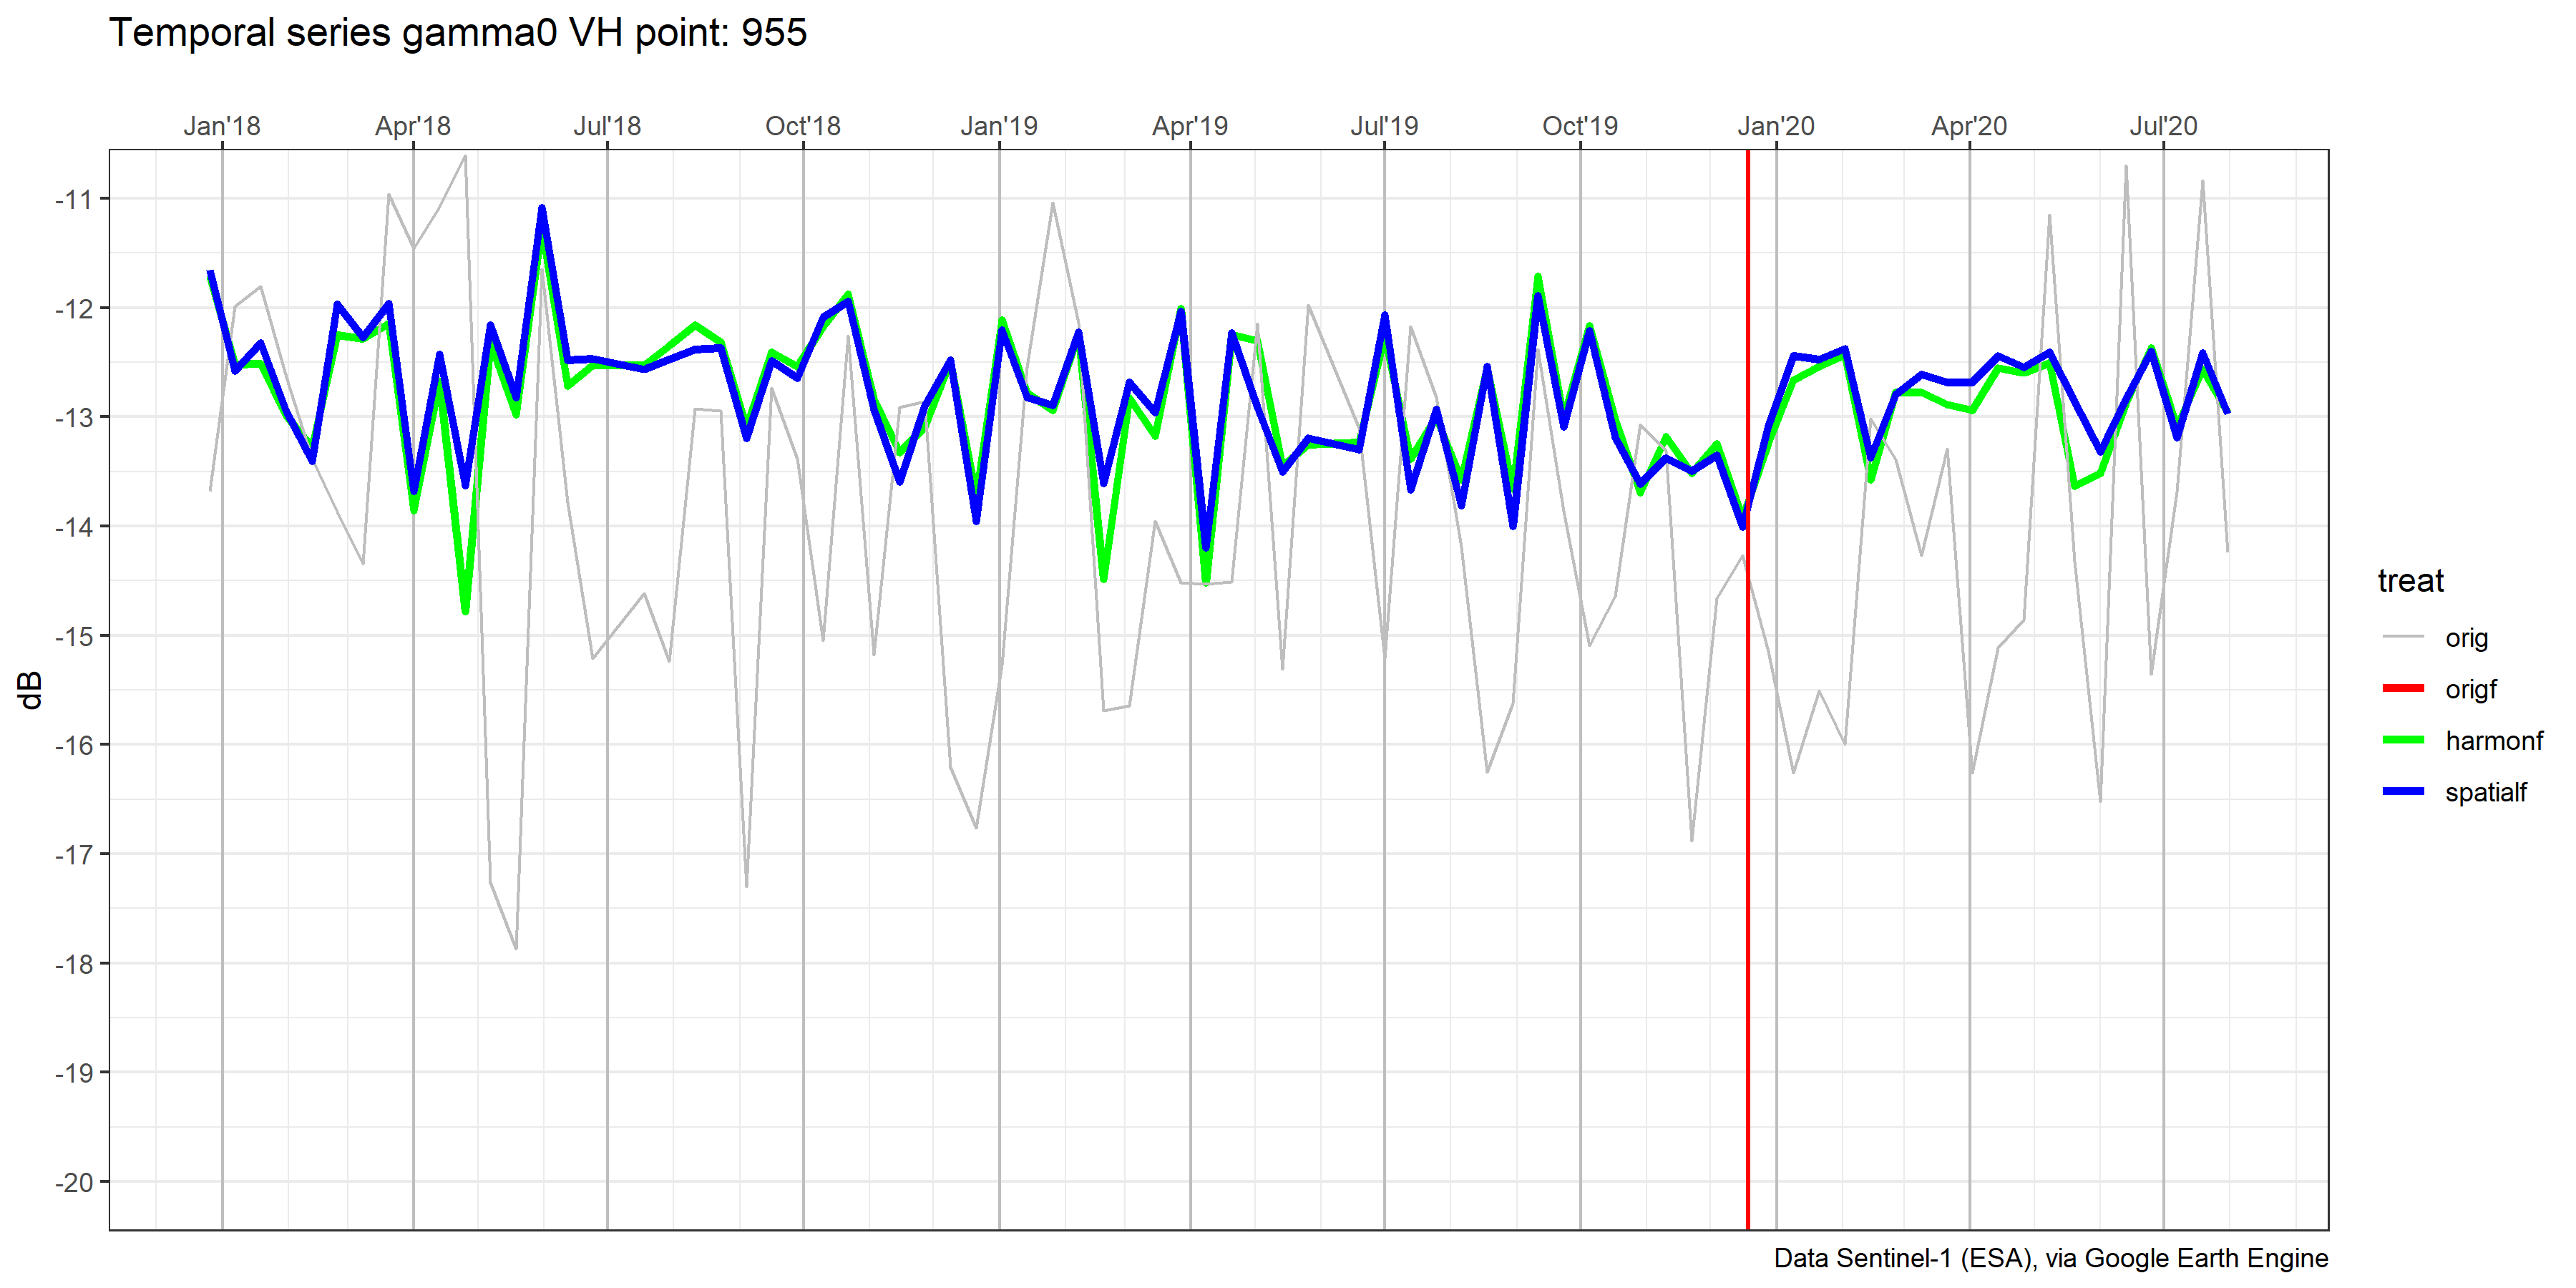 Temporal series gamma0 VH point: 955
Jan'18 Apr'18 Jul'18 Oct'18 Jan'19 Apr'19 Jul'19 Oct'19 Jan'20 Apr'20 Jul'20
-11
-12
-13
-14
-15
-16
-17
-18
-19
-20
dB
treat
orig
origf
harmonf
spatialf
Data Sentinel-1 (ESA), via Google Earth Engine